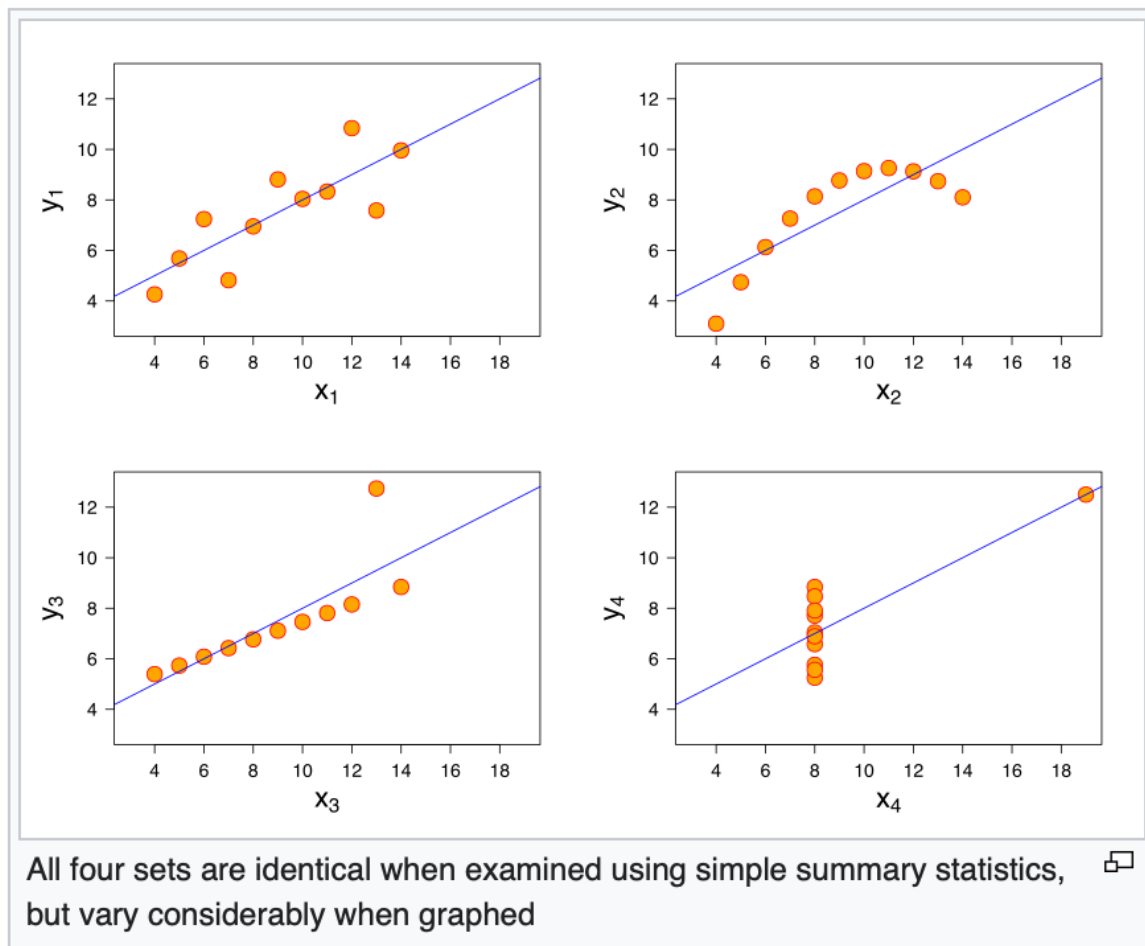 12
10
8
6
4
y1
4 6 8 10 12 14 16 18
x1
12
10
8
6
4
y2
4 6 8 10 12 14 16 18
x2
12
10
8
6
4
y3
4 6 8 10 12 14 16 18
x3
12
10
8
6
4
y4
4 6 8 10 12 14 16 18
x4
All four sets are identical when examined using simple summary statistics,
but vary considerably when graphed